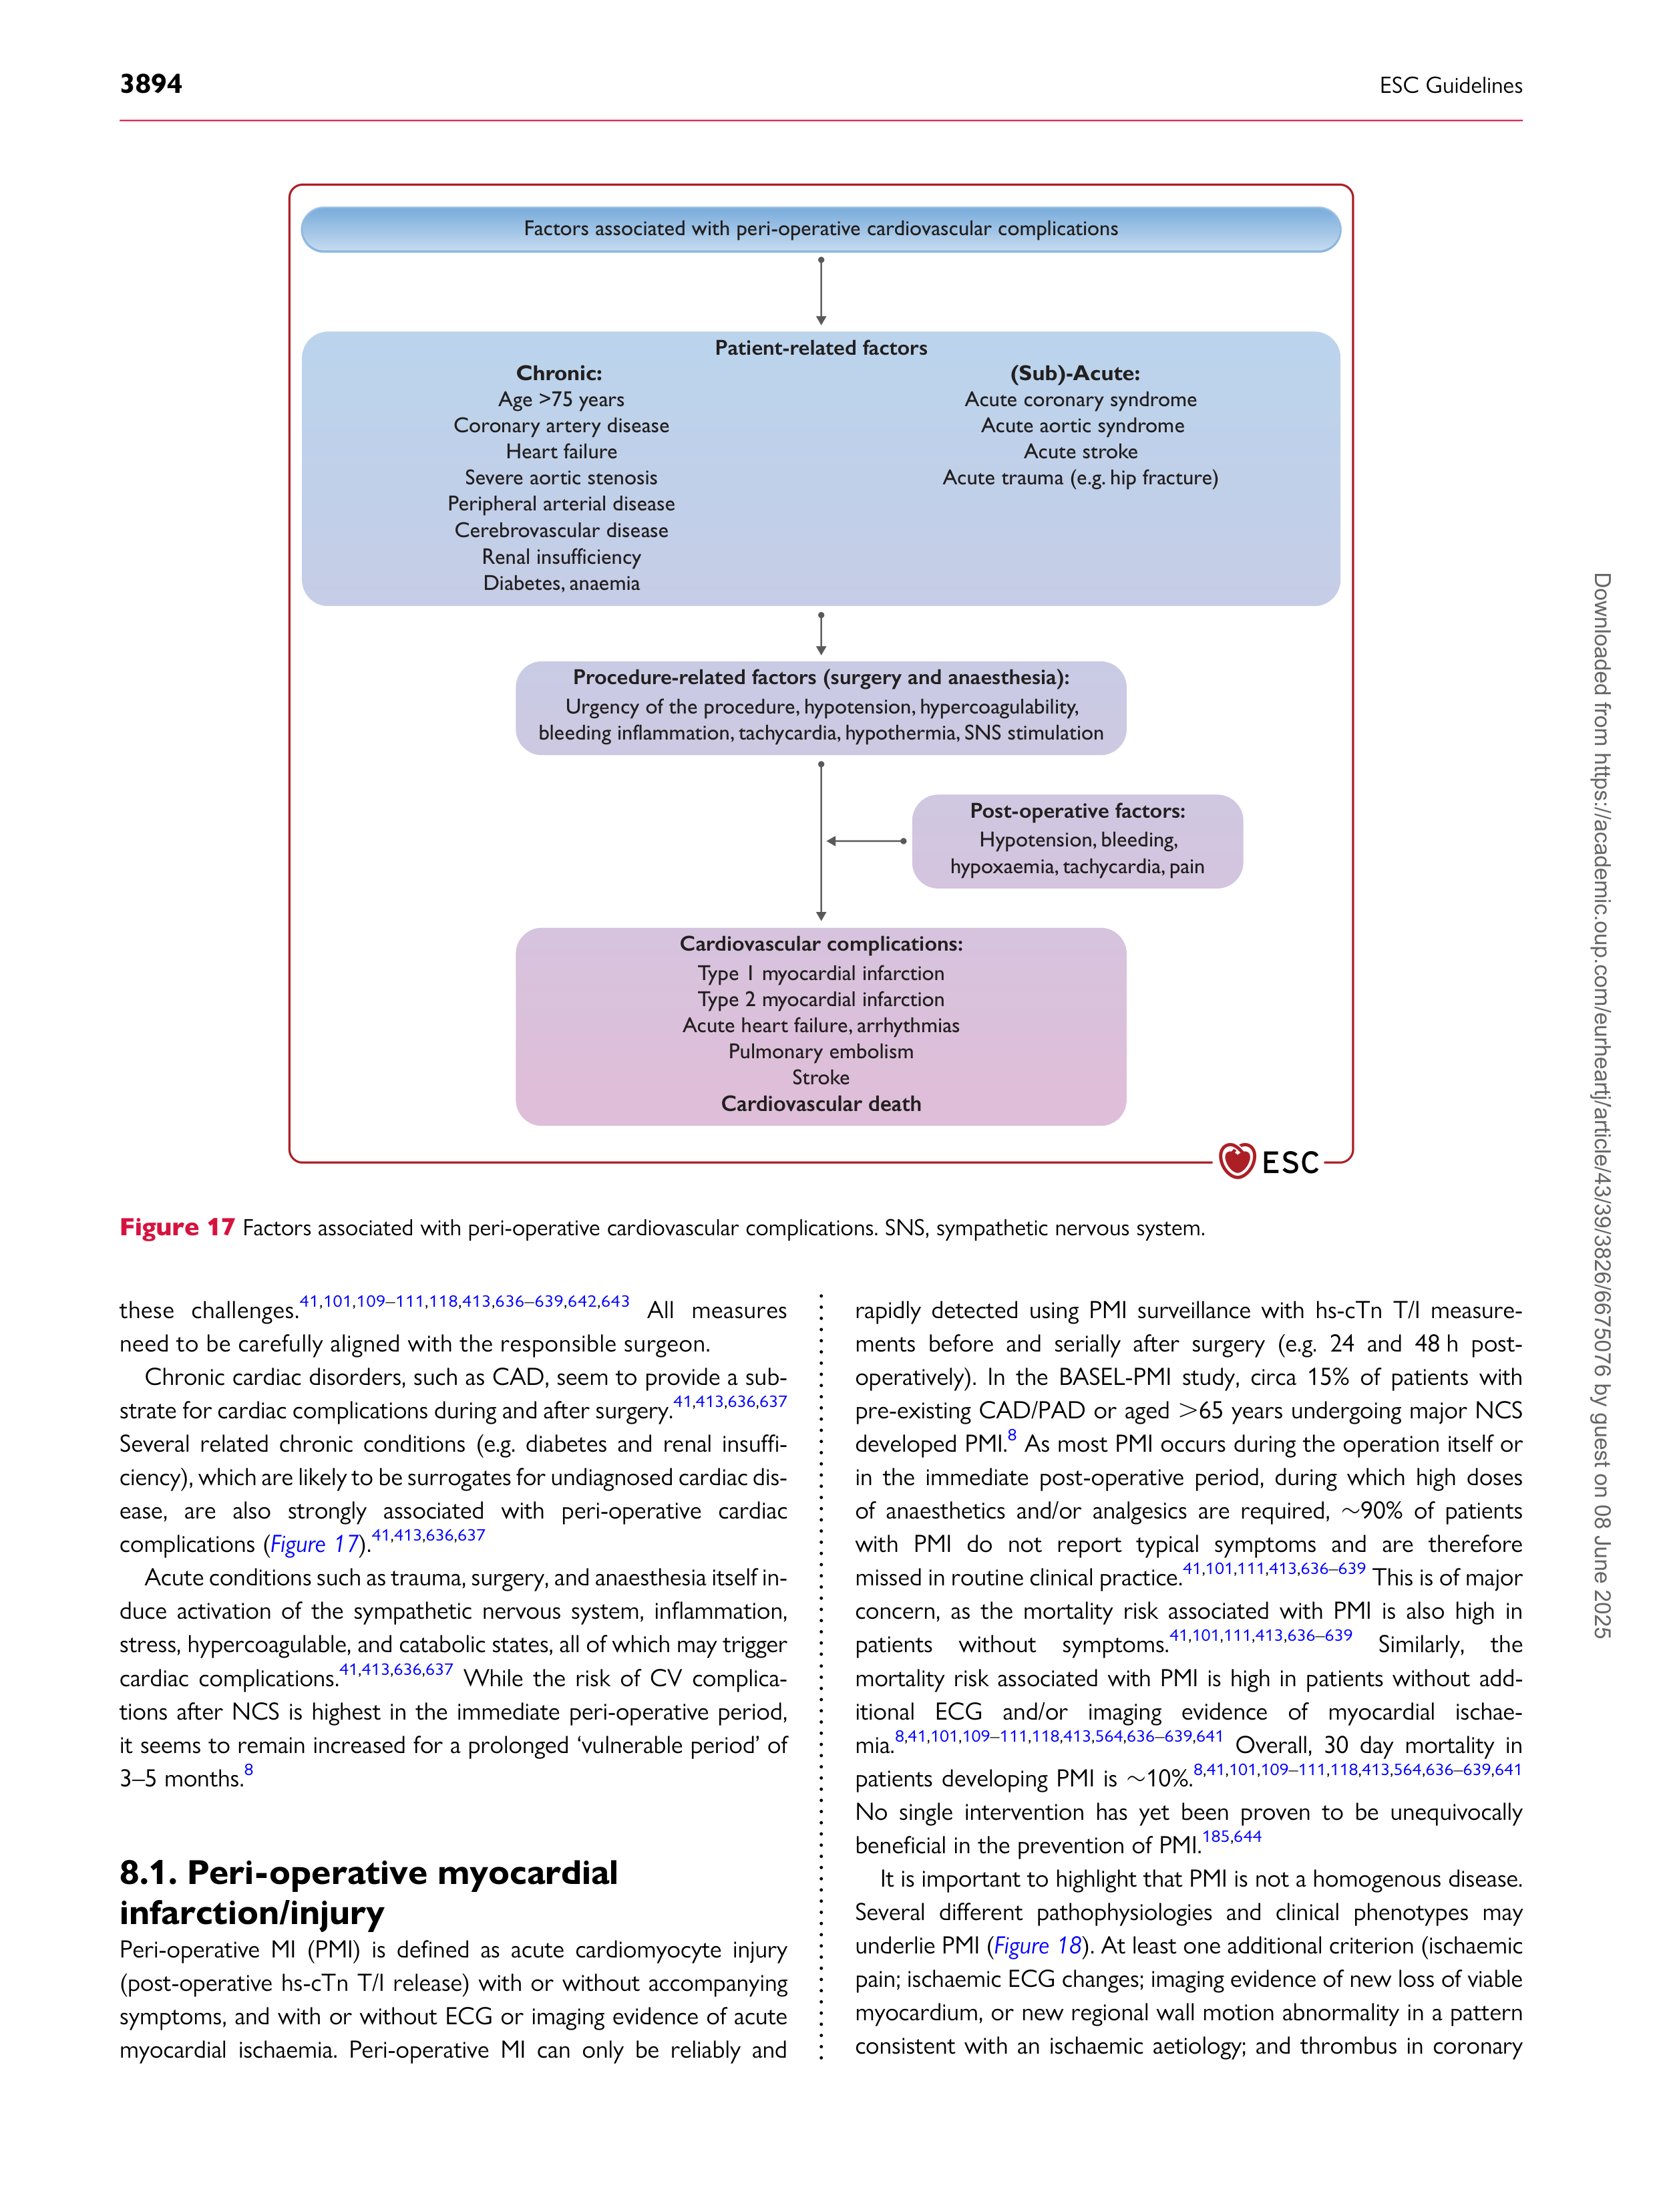 3894
ESC Guidelines
Factors associated with peri-operative cardiovascular complications
Patient-related factors
Chronic:
Age >75 years
Coronary artery disease
Heart failure
Severe aortic stenosis
Peripheral arterial disease
Cerebrovascular disease
Renal insufficiency
Diabetes, anaemia
(Sub)-Acute:
Acute coronary syndrome
Acute aortic syndrome
Acute stroke
Acute trauma (e.g. hip fracture)
Procedure-related factors (surgery and anaesthesia):
Urgency of the procedure, hypotension, hypercoagulability,
bleeding inflammation, tachycardia, hypothermia, SNS stimulation
Post-operative factors:
Hypotension, bleeding,
hypoxaemia, tachycardia, pain
Cardiovascular complications:
Type 1 myocardial infarction
Type 2 myocardial infarction
Acute heart failure, arrhythmias
Pulmonary embolism
Stroke
Cardiovascular death
ESC
Figure 17 Factors associated with peri-operative cardiovascular complications. SNS, sympathetic nervous system.
these challenges.41,101,109–111,118,413,636–639,642,643 All measures
need to be carefully aligned with the responsible surgeon.
Chronic cardiac disorders, such as CAD, seem to provide a sub-
strate for cardiac complications during and after surgery.41,413,636,637
Several related chronic conditions (e.g. diabetes and renal insuffi-
ciency), which are likely to be surrogates for undiagnosed cardiac dis-
ease, are also strongly associated with peri-operative cardiac
complications (Figure 17).41,413,636,637
Acute conditions such as trauma, surgery, and anaesthesia itself in-
duce activation of the sympathetic nervous system, inflammation,
stress, hypercoagulable, and catabolic states, all of which may trigger
cardiac complications.41,413,636,637 While the risk of CV complica-
tions after NCS is highest in the immediate peri-operative period,
it seems to remain increased for a prolonged ‘vulnerable period’ of
3–5 months.8
8.1. Peri-operative myocardial
infarction/injury
Peri-operative MI (PMI) is defined as acute cardiomyocyte injury
(post-operative hs-cTn T/I release) with or without accompanying
symptoms, and with or without ECG or imaging evidence of acute
myocardial ischaemia. Peri-operative MI can only be reliably and
rapidly detected using PMI surveillance with hs-cTn T/I measure-
ments before and serially after surgery (e.g. 24 and 48 h post-
operatively). In the BASEL-PMI study, circa 15% of patients with
pre-existing CAD/PAD or aged >65 years undergoing major NCS
developed PMI.8 As most PMI occurs during the operation itself or
in the immediate post-operative period, during which high doses
of anaesthetics and/or analgesics are required, ∼90% of patients
with PMI do not report typical symptoms and are therefore
missed in routine clinical practice.41,101,111,413,636–639 This is of major
concern, as the mortality risk associated with PMI is also high in
patients without symptoms.41,101,111,413,636–639 Similarly, the
mortality risk associated with PMI is high in patients without add-
itional ECG and/or imaging evidence of myocardial ischae-
mia.8,41,101,109–111,118,413,564,636–639,641 Overall, 30 day mortality in
patients developing PMI is ∼10%.8,41,101,109–111,118,413,564,636–639,641
No single intervention has yet been proven to be unequivocally
beneficial in the prevention of PMI.185,644
It is important to highlight that PMI is not a homogenous disease.
Several different pathophysiologies and clinical phenotypes may
underlie PMI (Figure 18). At least one additional criterion (ischaemic
pain; ischaemic ECG changes; imaging evidence of new loss of viable
myocardium, or new regional wall motion abnormality in a pattern
consistent with an ischaemic aetiology; and thrombus in coronary
Downloaded from https://academic.oup.com/eurheartj/article/43/39/3826/6675076 by guest on 08 June 2025